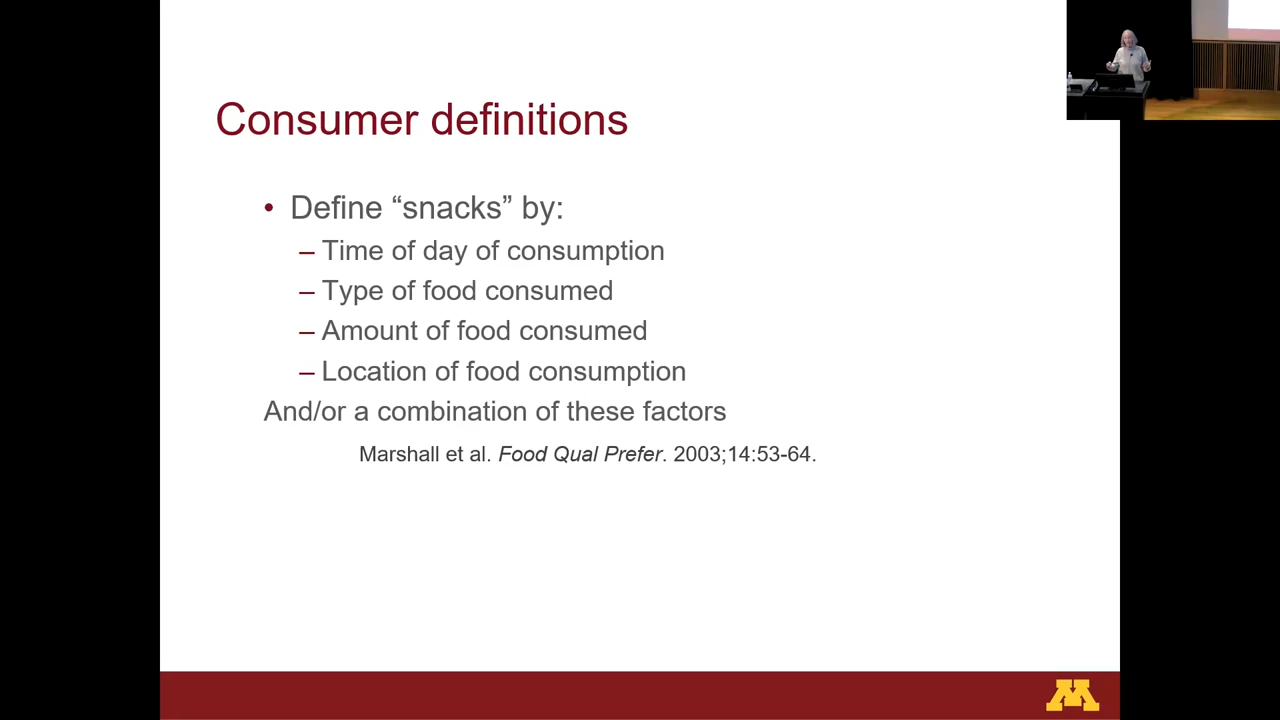 Consumer definitions
• Define “snacks” by:
– Time of day of consumption
– Type of food consumed
– Amount of food consumed
– Location of food consumption
And/or a combination of these factors
Marshall et al. Food Qual Prefer. 2003;14:53-64.
M